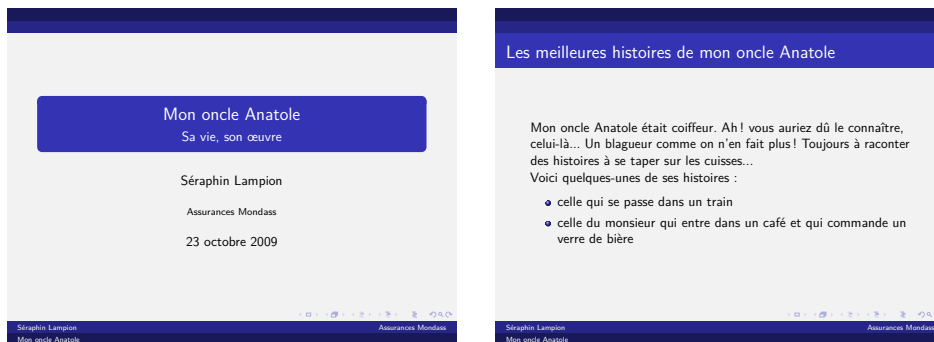 Mon oncle Anatole
Sa vie, son œuvre
Séraphin Lampion
Assurances Mondass
23 octobre 2009
Séraphin Lampion
Assurances Mondass
Mon oncle Anatole
Les meilleures histoires de mon oncle Anatole
Mon oncle Anatole était coiffeur. Ah ! vous auriez dû le connaître,
celui-là... Un blagueur comme on n'en fait plus ! Toujours à raconter
des histoires à se taper sur les cuisses...
Voici quelques-unes de ses histoires :
celle qui se passe dans un train
celle du monsieur qui entre dans un café et qui commande un
verre de bière
Séraphin Lampion
Assurances Mondass
Mon oncle Anatole